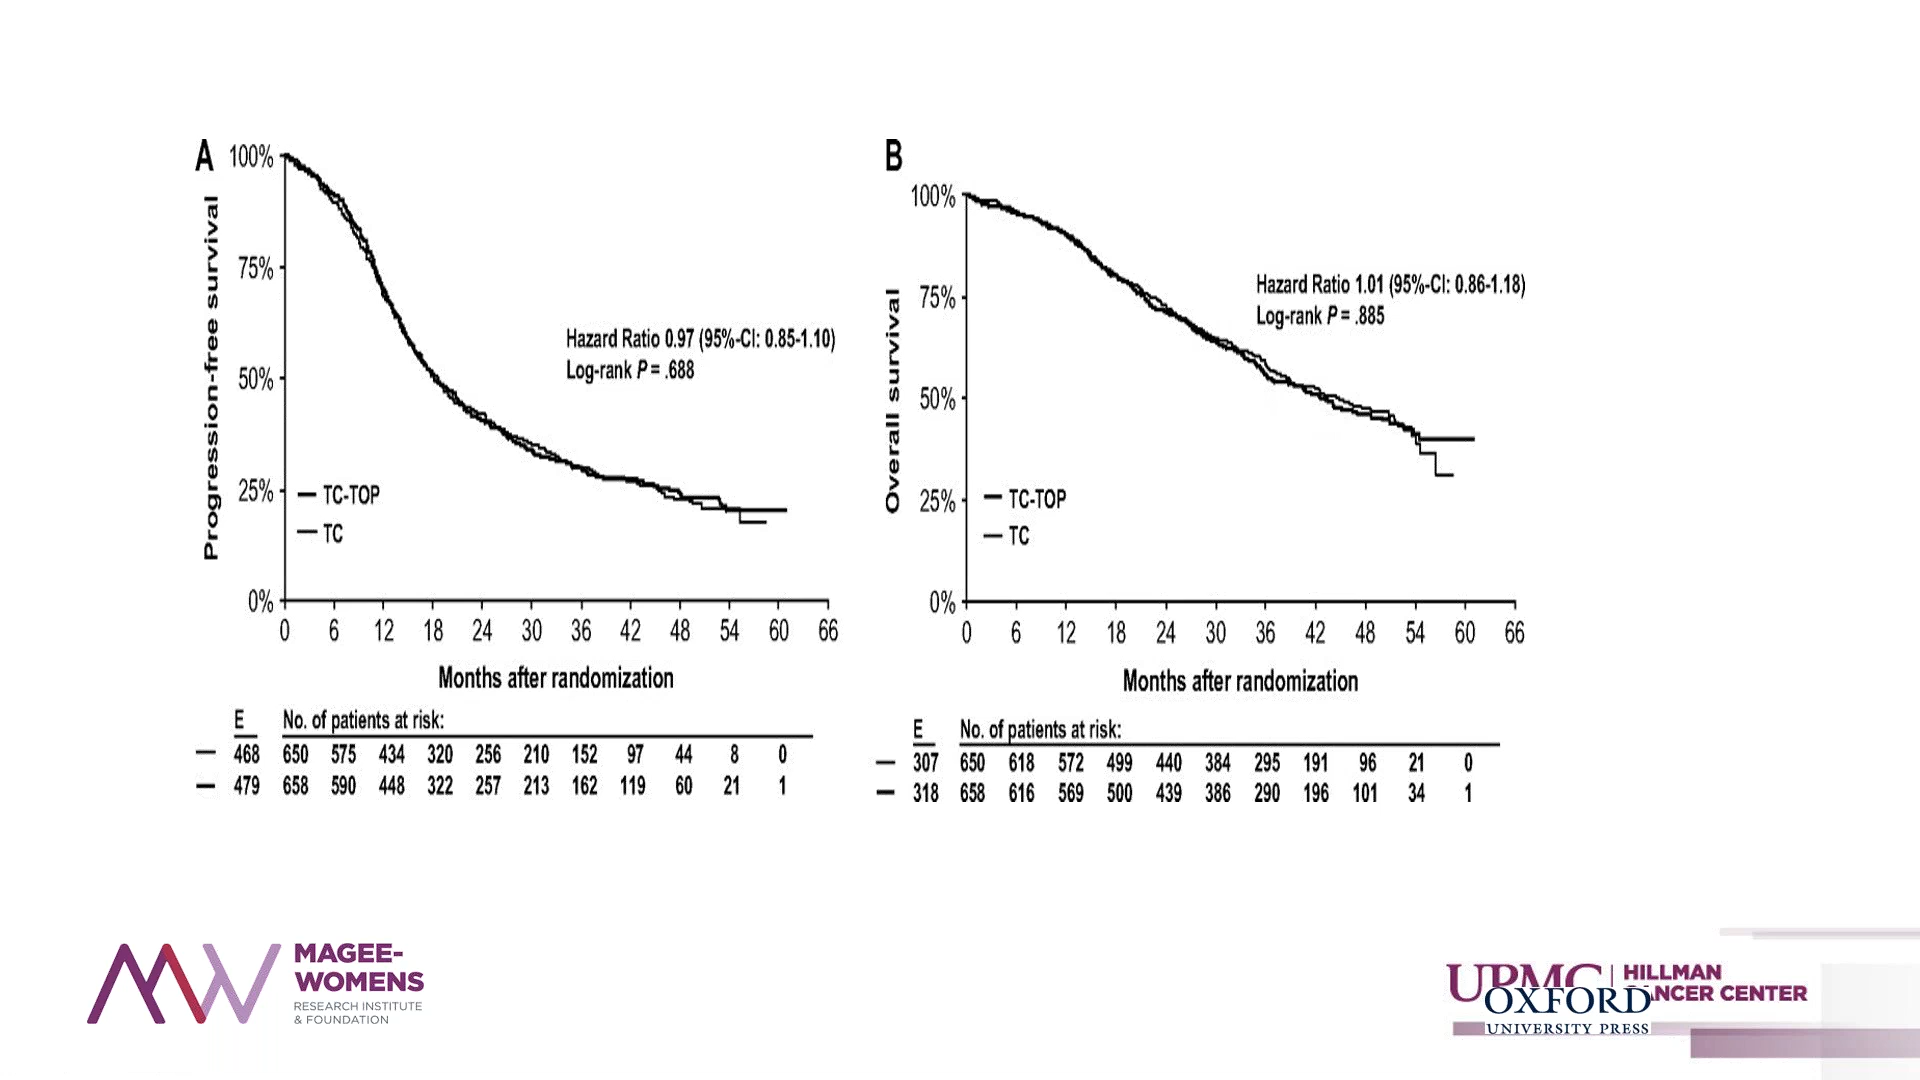 A
Progression-free survival
100%
75%
50%
25%
0%
Hazard Ratio 0.97 (95%-CI: 0.85-1.10)
Log-rank P = .688
TC-TOP
TC
0 6 12 18 24 30 36 42 48 54 60 66
Months after randomization
E No. of patients at risk:
468 650 575 434 320 256 210 152 97 44 8 0
479 658 590 448 322 257 213 162 119 60 21 1
B
Overall survival
100%
75%
50%
25%
0%
Hazard Ratio 1.01 (95%-CI: 0.86-1.18)
Log-rank P = .885
TC-TOP
TC
0 6 12 18 24 30 36 42 48 54 60 66
Months after randomization
E No. of patients at risk:
307 650 618 572 499 440 384 295 191 96 21 0
318 658 616 569 500 439 386 290 196 101 34 1
MAGEE-
WOMENS
RESEARCH INSTITUTE
& FOUNDATION
UPMC HILLMAN
CANCER CENTER
OXFORD
UNIVERSITY PRESS